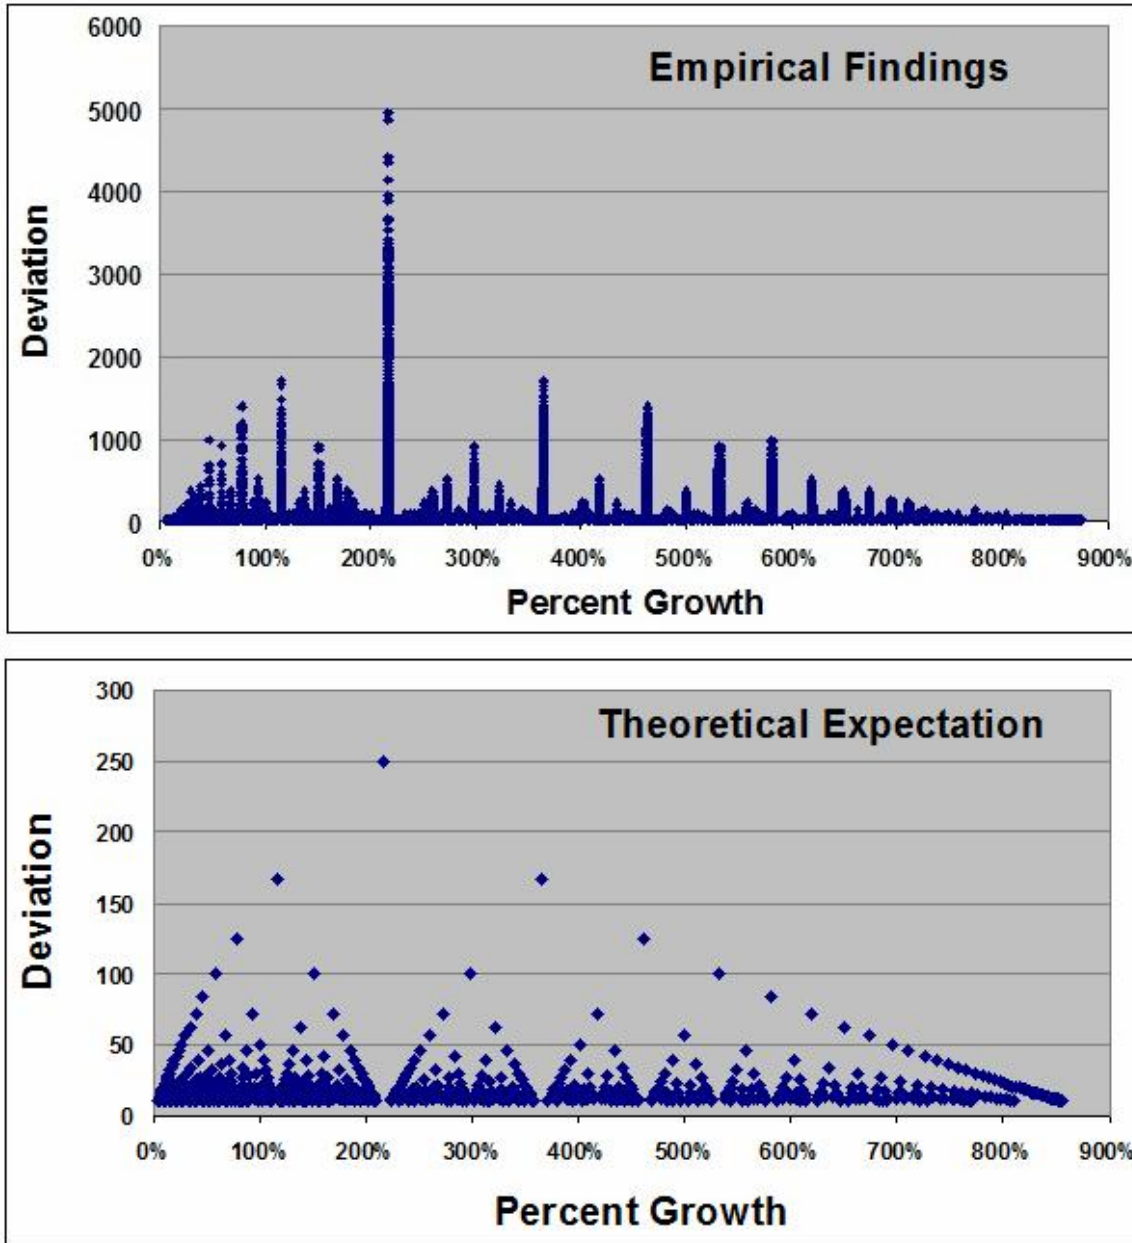 Empirical Findings
6000
5000
4000
3000
2000
1000
0
Deviation
0% 100% 200% 300% 400% 500% 600% 700% 800% 900%
Percent Growth
Theoretical Expectation
300
250
200
150
100
50
0
Deviation
0% 100% 200% 300% 400% 500% 600% 700% 800% 900%
Percent Growth